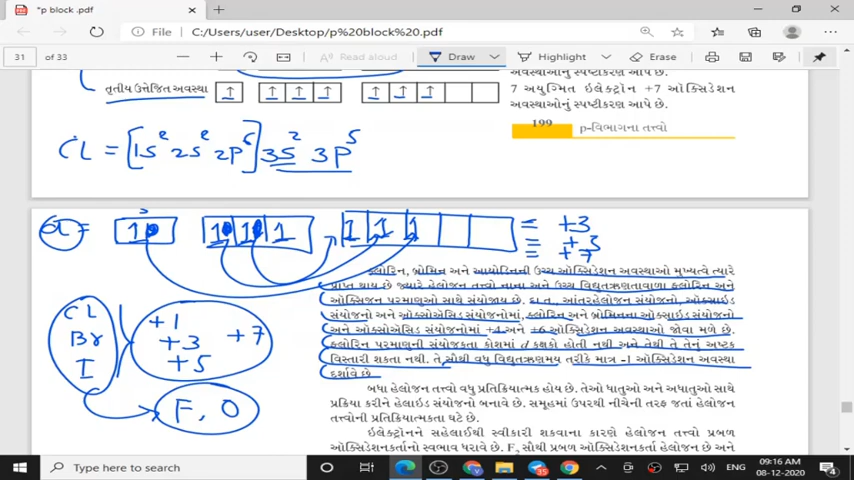 *p block .pdf
File C:/Users/user/Desktop/p%20block%20.pdf
31 of 33 Read aloud Draw Highlight Erase
તૃતીય ઉત્તેજિત અવસ્થા
અવસ્થાઓનું સ્પષ્ટીકરણ આપે છે.
7 અયુગ્મિત ઇલેક્ટ્રૉન +7 ઑક્સિડેશન
અવસ્થાઓનું સ્પષ્ટીકરણ આપે છે.
199 p-વિભાગના તત્ત્વો
CL = [1s² 2s² 2p⁶] 3s² 3p⁵
+3
+7
ક્લોરિન, બ્રોમિન અને આયોડિનની ઉચ્ચ ઑક્સિડેશન અવસ્થાઓ મુખ્યત્વે ત્યારે
પ્રાપ્ત થાય છે જ્યારે હેલોજન તત્ત્વો નાના અને ઉચ્ચ વિદ્યુતઋણતાવાળા ક્લોરિન અને
ઑક્સિજન પરમાણુઓ સાથે સંયોજાય છે. દા.ત., આંતરહેલોજન સંયોજનો, ઑક્સાઇડ
સંયોજનો અને ઑક્સોઍસિડ સંયોજનોમાં. ક્લોરિન અને બ્રોમિનના ઑક્સાઇડ સંયોજનો
અને ઑક્સોઍસિડ સંયોજનોમાં +4 અને +6 ઑક્સિડેશન અવસ્થાઓ જોવા મળે છે.
ફ્લોરિન પરમાણુની સંયોજકતા કોશમાં d કક્ષકો હોતી નથી અને તેથી તે તેનું અષ્ટક
વિસ્તારી શકતા નથી. તે સૌથી વધુ વિદ્યુતઋણમય તરીકે માત્ર -1 ઑક્સિડેશન અવસ્થા
દર્શાવે છે.
CL
Br
I
+1
+3
+5
+7
F, O
બધા હેલોજન તત્ત્વો વધુ પ્રતિક્રિયાત્મક હોય છે. તેઓ ધાતુઓ અને અધાતુઓ સાથે
પ્રક્રિયા કરીને હેલાઇડ સંયોજનો બનાવે છે. સમૂહમાં ઉપરથી નીચેની તરફ જતાં હેલોજન
તત્ત્વોની પ્રતિક્રિયાત્મકતા ઘટે છે.
ઇલેક્ટ્રૉનને સહેલાઈથી સ્વીકારી શકવાના કારણે હેલોજન તત્ત્વો પ્રબળ
ઑક્સિડેશનકર્તાનો સ્વભાવ ધરાવે છે. F₂ સૌથી પ્રબળ ઑક્સિડેશનકર્તા હેલોજન છે અને
Type here to search
ENG
09:16 AM
08-12-2020